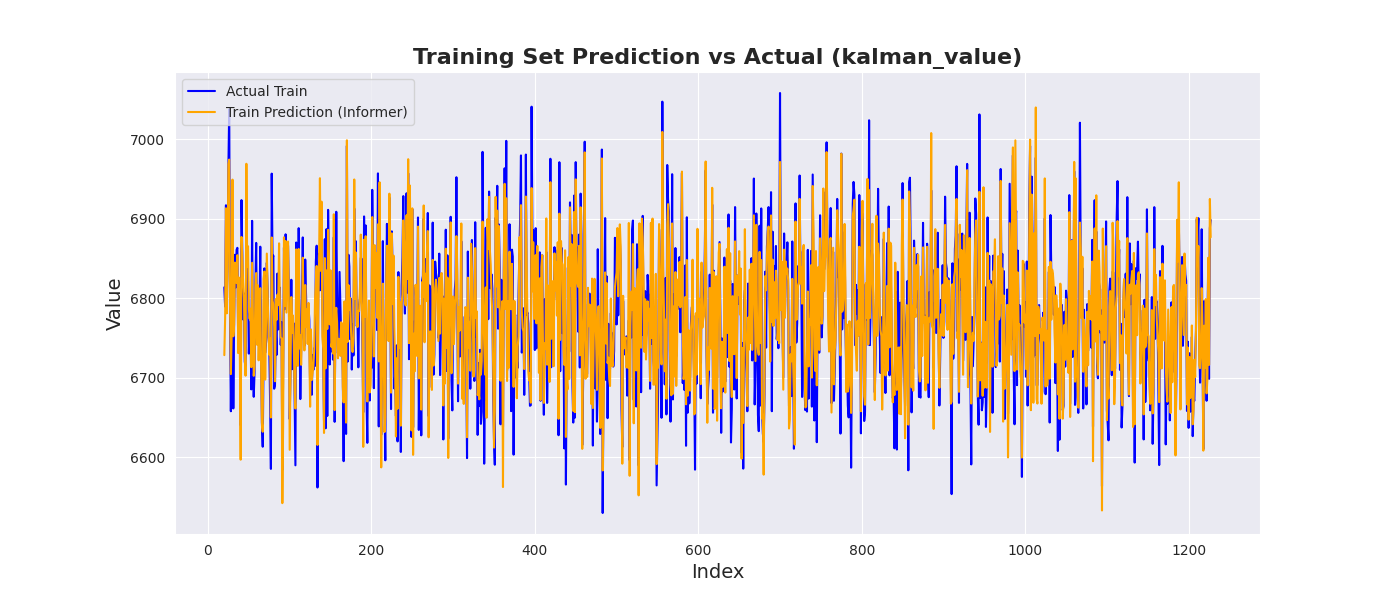 Training Set Prediction vs Actual (kalman_value)
Actual Train
Train Prediction (Informer)
Value
7000
6900
6800
6700
6600
0
200
400
600
800
1000
1200
Index